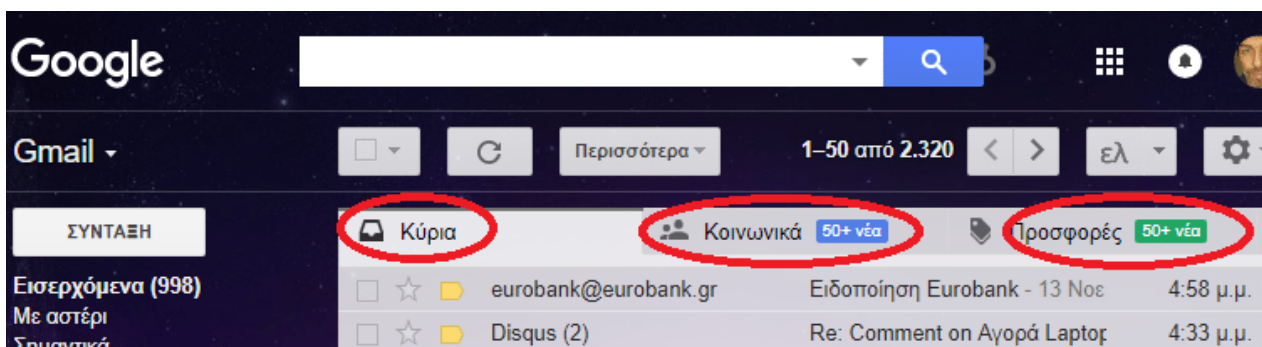 Google
Gmail
Περισσότερα
1–50 από 2.320
ελ
ΣΥΝΤΑΞΗ
Κύρια
Κοινωνικά 50+ νέα
Προσφορές 50+ νέα
Εισερχόμενα (998)
eurobank@eurobank.gr Ειδοποίηση Eurobank - 13 Νοε 4:58 μ.μ.
Με αστέρι
Disqus (2) Re: Comment on Αγορά Laptop 4:33 μ.μ.
Σημαντικά